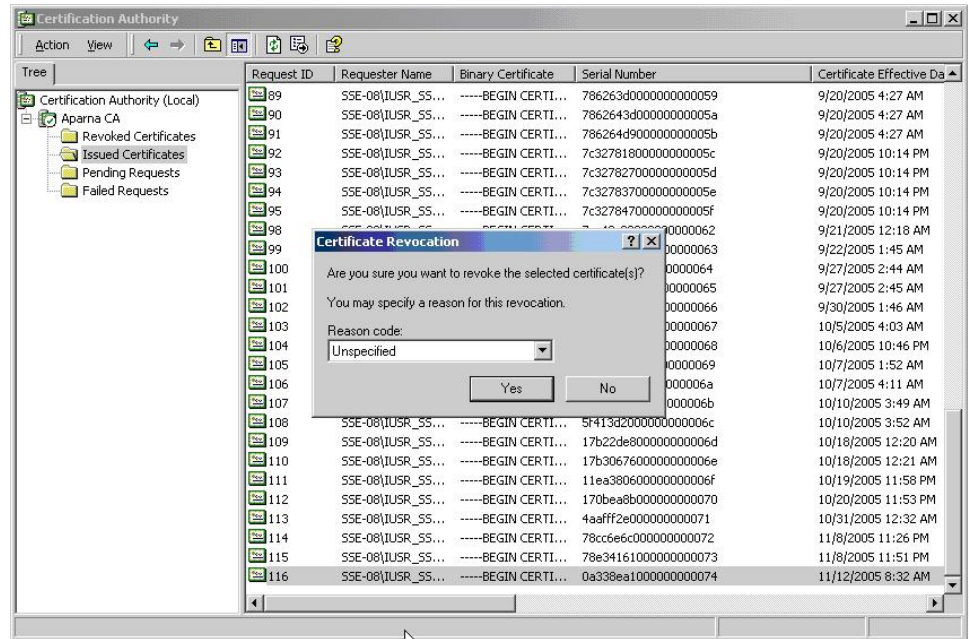 Certification Authority
Action View
Tree
Request ID Requester Name Binary Certificate Serial Number Certificate Effective Da
Certification Authority (Local)
Aparna CA
Revoked Certificates
Issued Certificates
Pending Requests
Failed Requests
89 SSE-08\IUSR_SS... -----BEGIN CERTI... 786263d0000000000059 9/20/2005 4:27 AM
90 SSE-08\IUSR_SS... -----BEGIN CERTI... 7862643d00000000005a 9/20/2005 4:27 AM
91 SSE-08\IUSR_SS... -----BEGIN CERTI... 786264d900000000005b 9/20/2005 4:27 AM
92 SSE-08\IUSR_SS... -----BEGIN CERTI... 7c32781800000000005c 9/20/2005 10:14 PM
93 SSE-08\IUSR_SS... -----BEGIN CERTI... 7c32782700000000005d 9/20/2005 10:14 PM
94 SSE-08\IUSR_SS... -----BEGIN CERTI... 7c32783700000000005e 9/20/2005 10:14 PM
95 SSE-08\IUSR_SS... -----BEGIN CERTI... 7c32784700000000005f 9/20/2005 10:14 PM
98 9/21/2005 12:18 AM
99 0000063 9/22/2005 1:45 AM
100 0000064 9/27/2005 2:44 AM
101 0000065 9/27/2005 2:45 AM
102 0000066 9/30/2005 1:46 AM
103 0000067 10/5/2005 4:03 AM
104 0000068 10/6/2005 10:46 PM
105 0000069 10/7/2005 1:52 AM
106 000006a 10/7/2005 4:11 AM
107 000006b 10/10/2005 3:49 AM
108 SSE-08\IUSR_SS... -----BEGIN CERTI... 5f413d2000000000006c 10/10/2005 3:52 AM
109 SSE-08\IUSR_SS... -----BEGIN CERTI... 17b22de800000000006d 10/18/2005 12:20 AM
110 SSE-08\IUSR_SS... -----BEGIN CERTI... 17b3067600000000006e 10/18/2005 12:21 AM
111 SSE-08\IUSR_SS... -----BEGIN CERTI... 11ea380600000000006f 10/19/2005 11:58 PM
112 SSE-08\IUSR_SS... -----BEGIN CERTI... 170bea8b000000000070 10/20/2005 11:53 PM
113 SSE-08\IUSR_SS... -----BEGIN CERTI... 4aafff2e000000000071 10/31/2005 12:32 AM
114 SSE-08\IUSR_SS... -----BEGIN CERTI... 78cc6e6c000000000072 11/8/2005 11:26 PM
115 SSE-08\IUSR_SS... -----BEGIN CERTI... 78e34161000000000073 11/8/2005 11:51 PM
116 SSE-08\IUSR_SS... -----BEGIN CERTI... 0a338ea1000000000074 11/12/2005 8:32 AM
Certificate Revocation
Are you sure you want to revoke the selected certificate(s)?
You may specify a reason for this revocation.
Reason code:
Unspecified
Yes No